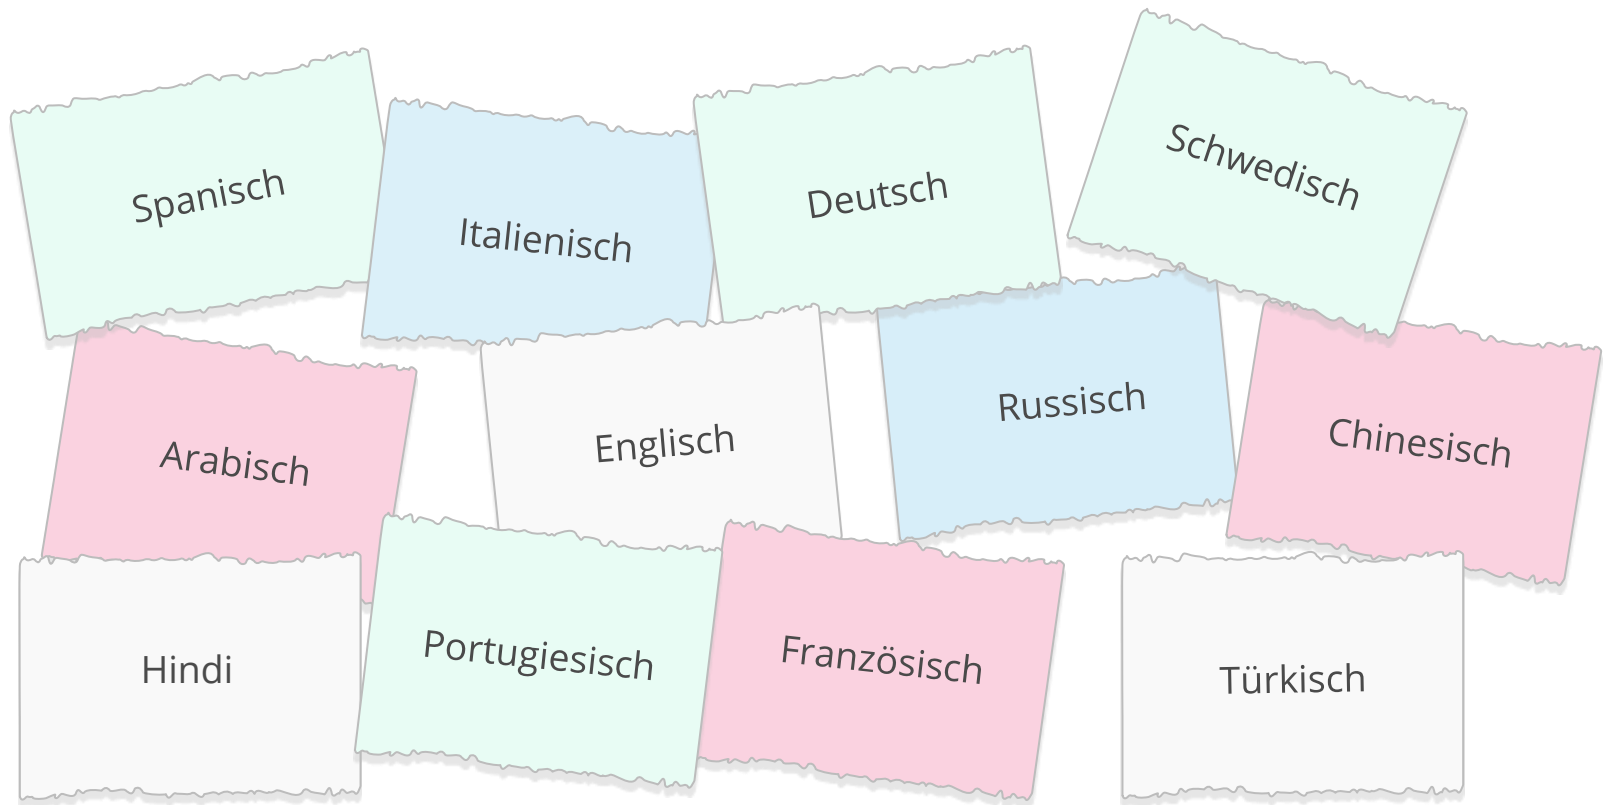 Spanisch
Italienisch
Deutsch
Schwedisch
Arabisch
Englisch
Russisch
Chinesisch
Hindi
Portugiesisch
Französisch
Türkisch